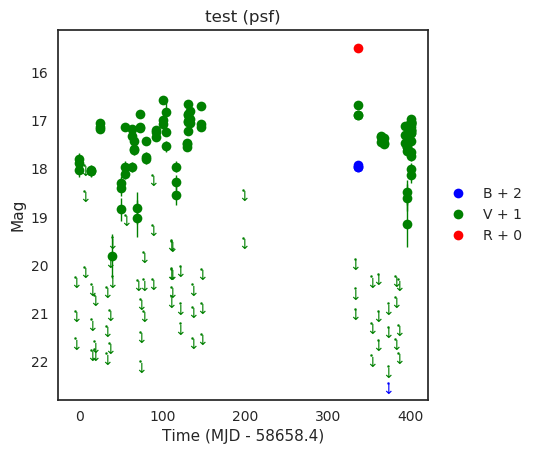 test (psf)
Mag
16
17
18
19
20
21
22
0
100
200
300
400
Time (MJD - 58658.4)
B + 2
V + 1
R + 0